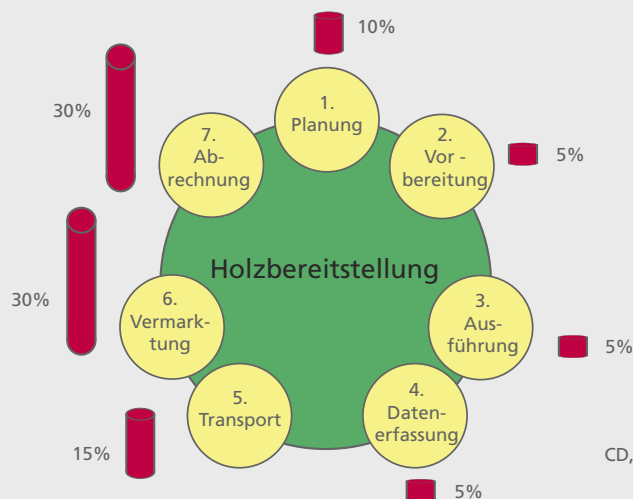 10%
1.
Planung
2.
Vor -
bereitung
5%
3.
Aus-
führung
5%
4.
Daten-
erfassung
5%
5.
Transport
15%
6.
Vermark-
tung
30%
7.
Ab-
rechnung
30%
Holzbereitstellung
CD,